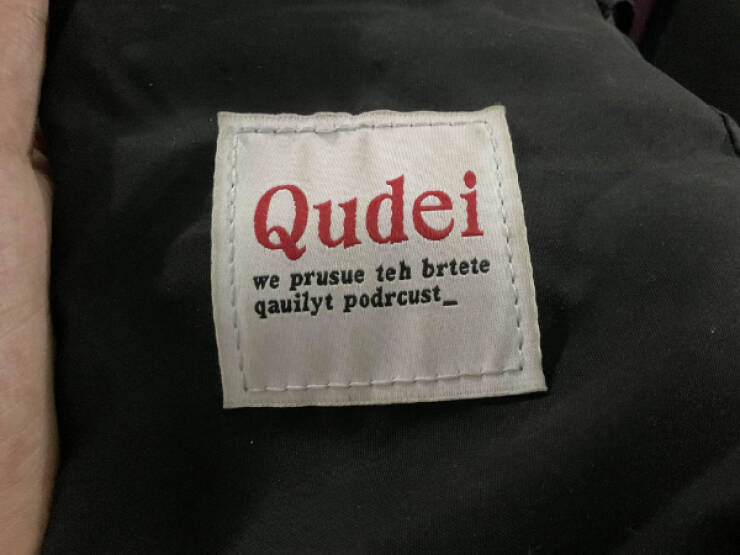 Qudei
we prusue teh brtete
qauilyt podrcust_